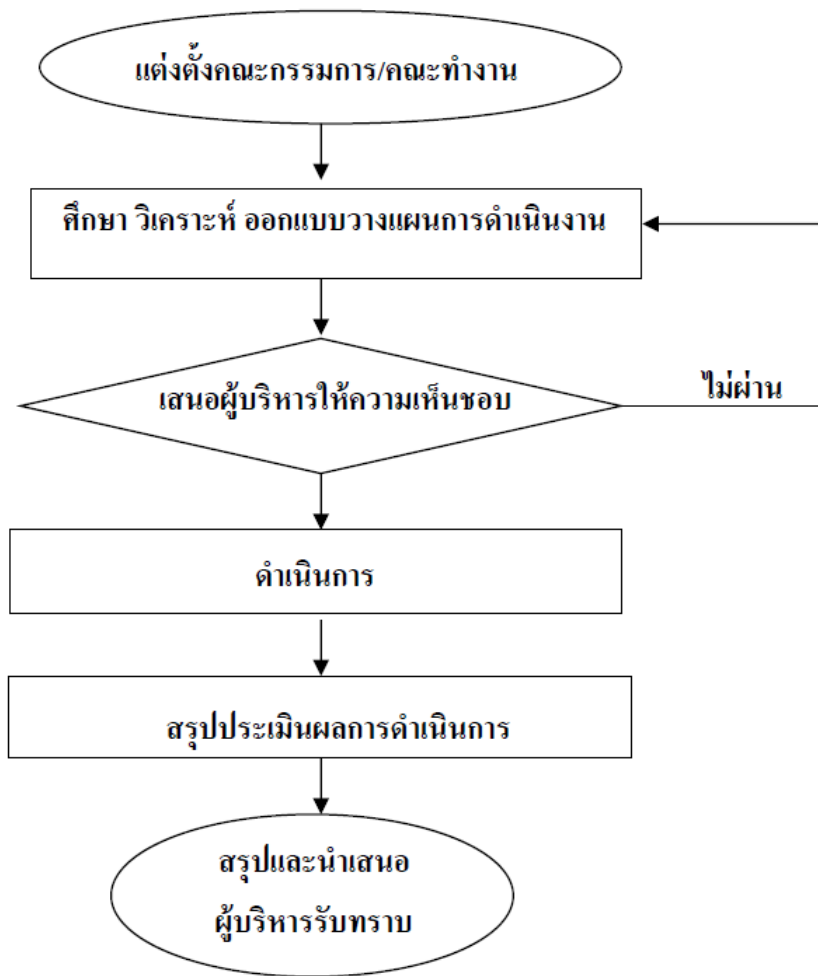 แต่งตั้งคณะกรรมการ/คณะทำงาน
ศึกษา วิเคราะห์ ออกแบบวางแผนการดำเนินงาน
เสนอผู้บริหารให้ความเห็นชอบ
ไม่ผ่าน
ดำเนินการ
สรุปประเมินผลการดำเนินการ
สรุปและนำเสนอ
ผู้บริหารรับทราบ